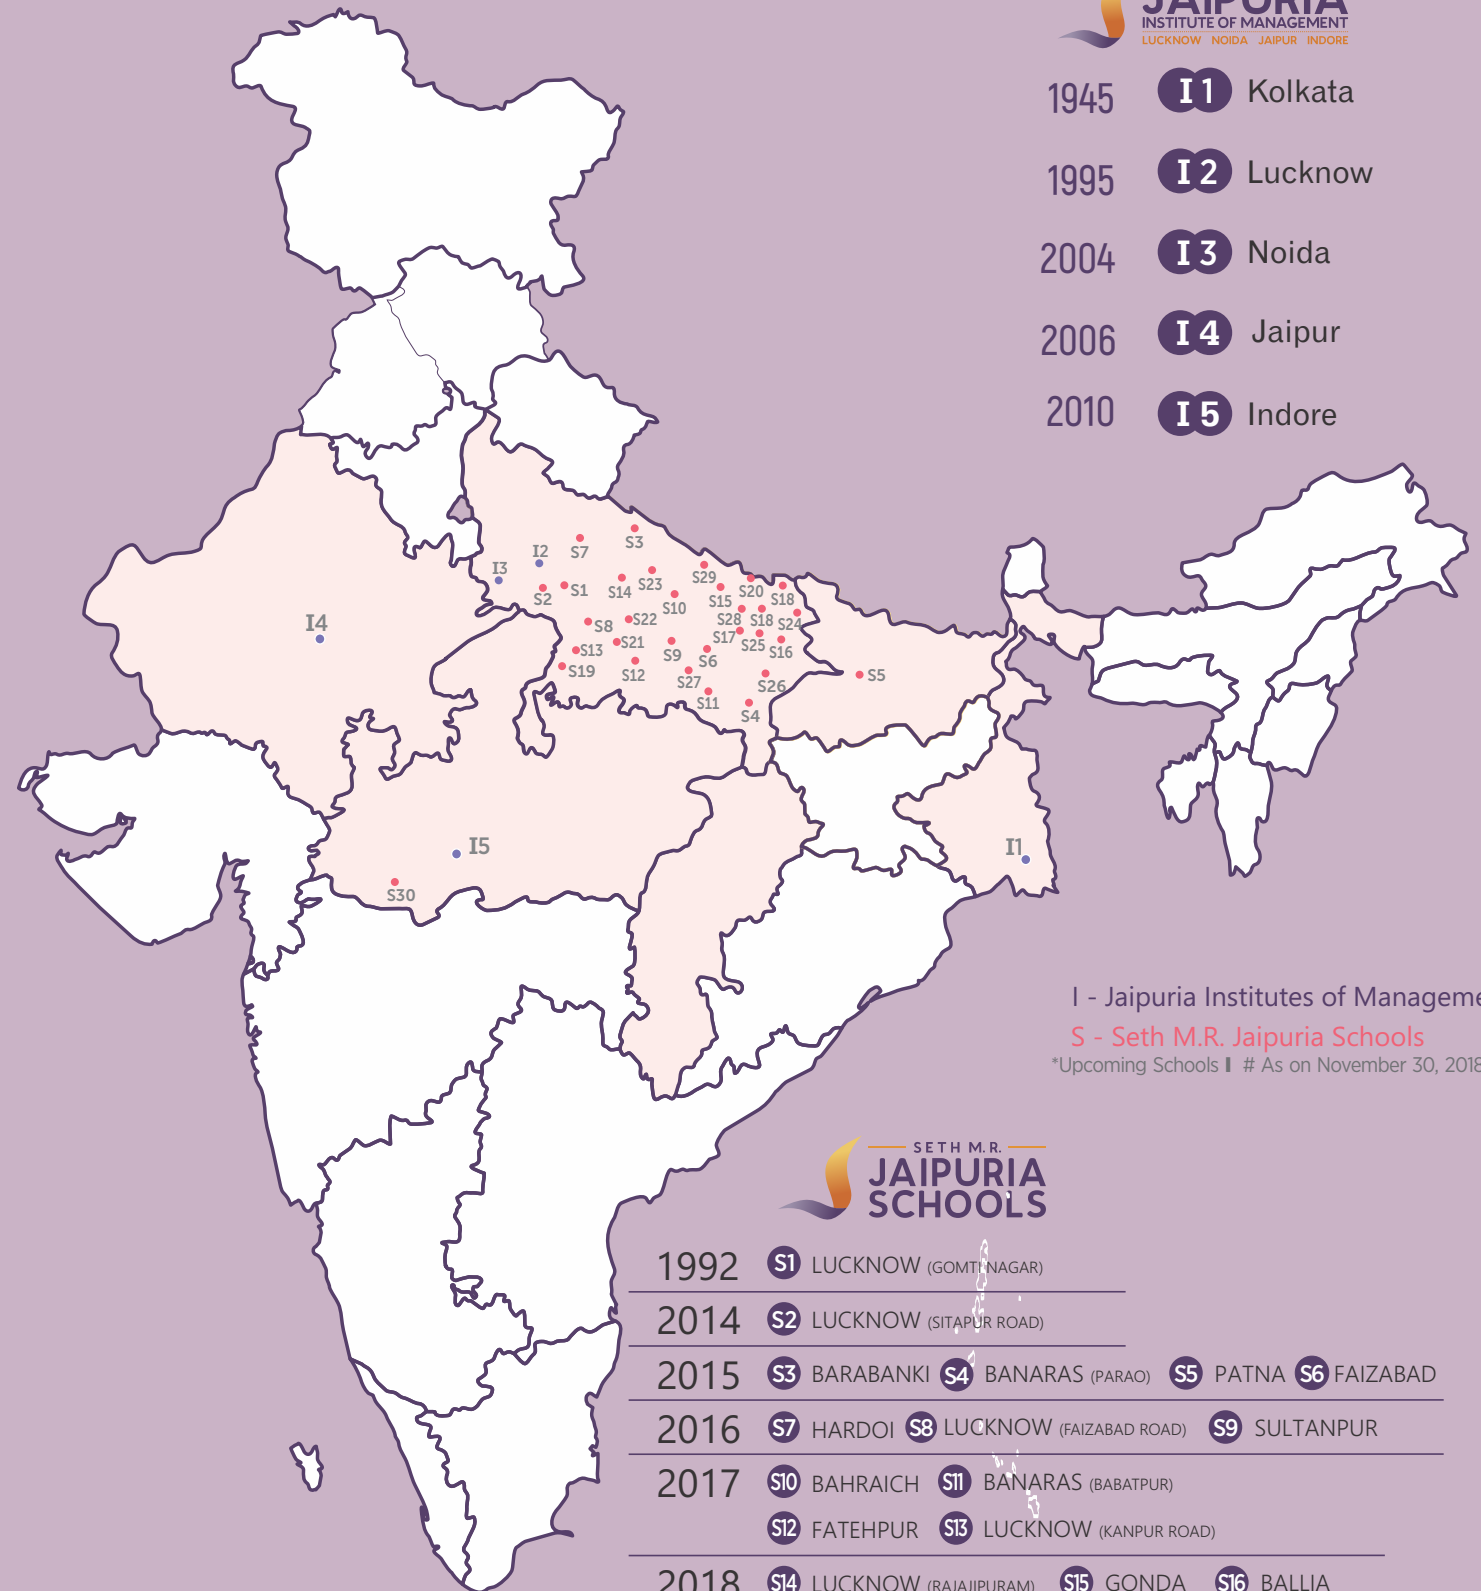 JAIPURIA
INSTITUTE OF MANAGEMENT
LUCKNOW NOIDA JAIPUR INDORE
1945 I 1 Kolkata
1995 I 2 Lucknow
2004 I 3 Noida
2006 I 4 Jaipur
2010 I 5 Indore
S3
S7
I2
I3
S29
S23
S14
S1
S2
S20
S18
S15
S10
S22
S8
S28
S18
S24
S17
S25
S16
I4
S21
S13
S9
S6
S19
S12
S27
S26
S5
S11
S4
I5
I1
S30
I - Jaipuria Institutes of Manageme
S - Seth M.R. Jaipuria Schools
*Upcoming Schools I # As on November 30, 2018
SETH M.R.
JAIPURIA
SCHOOLS
1992 S1 LUCKNOW (GOMTI NAGAR)
2014 S2 LUCKNOW (SITAPUR ROAD)
2015 S3 BARABANKI S4 BANARAS (PARAO) S5 PATNA S6 FAIZABAD
2016 S7 HARDOI S8 LUCKNOW (FAIZABAD ROAD) S9 SULTANPUR
2017 S10 BAHRAICH S11 BANARAS (BABATPUR)
S12 FATEHPUR S13 LUCKNOW (KANPUR ROAD)
2018 S14 LUCKNOW (RAJAJIPURAM) S15 GONDA S16 BALLIA